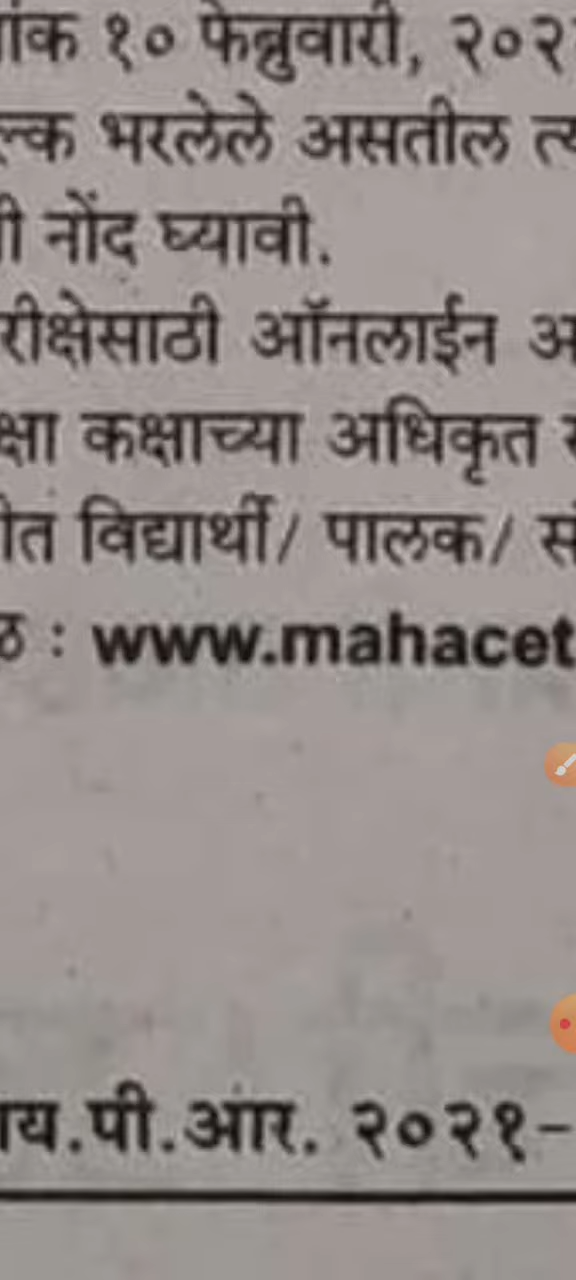 ांक १० फेब्रुवारी, २०२
ल्क भरलेले असतील त्य
ी नोंद घ्यावी.
रीक्षेसाठी ऑनलाईन अ
क्षा कक्षाच्या अधिकृत
ीत विद्यार्थी/ पालक/ सं
ळ : www.mahacet
ाय.पी.आर. २०२१-